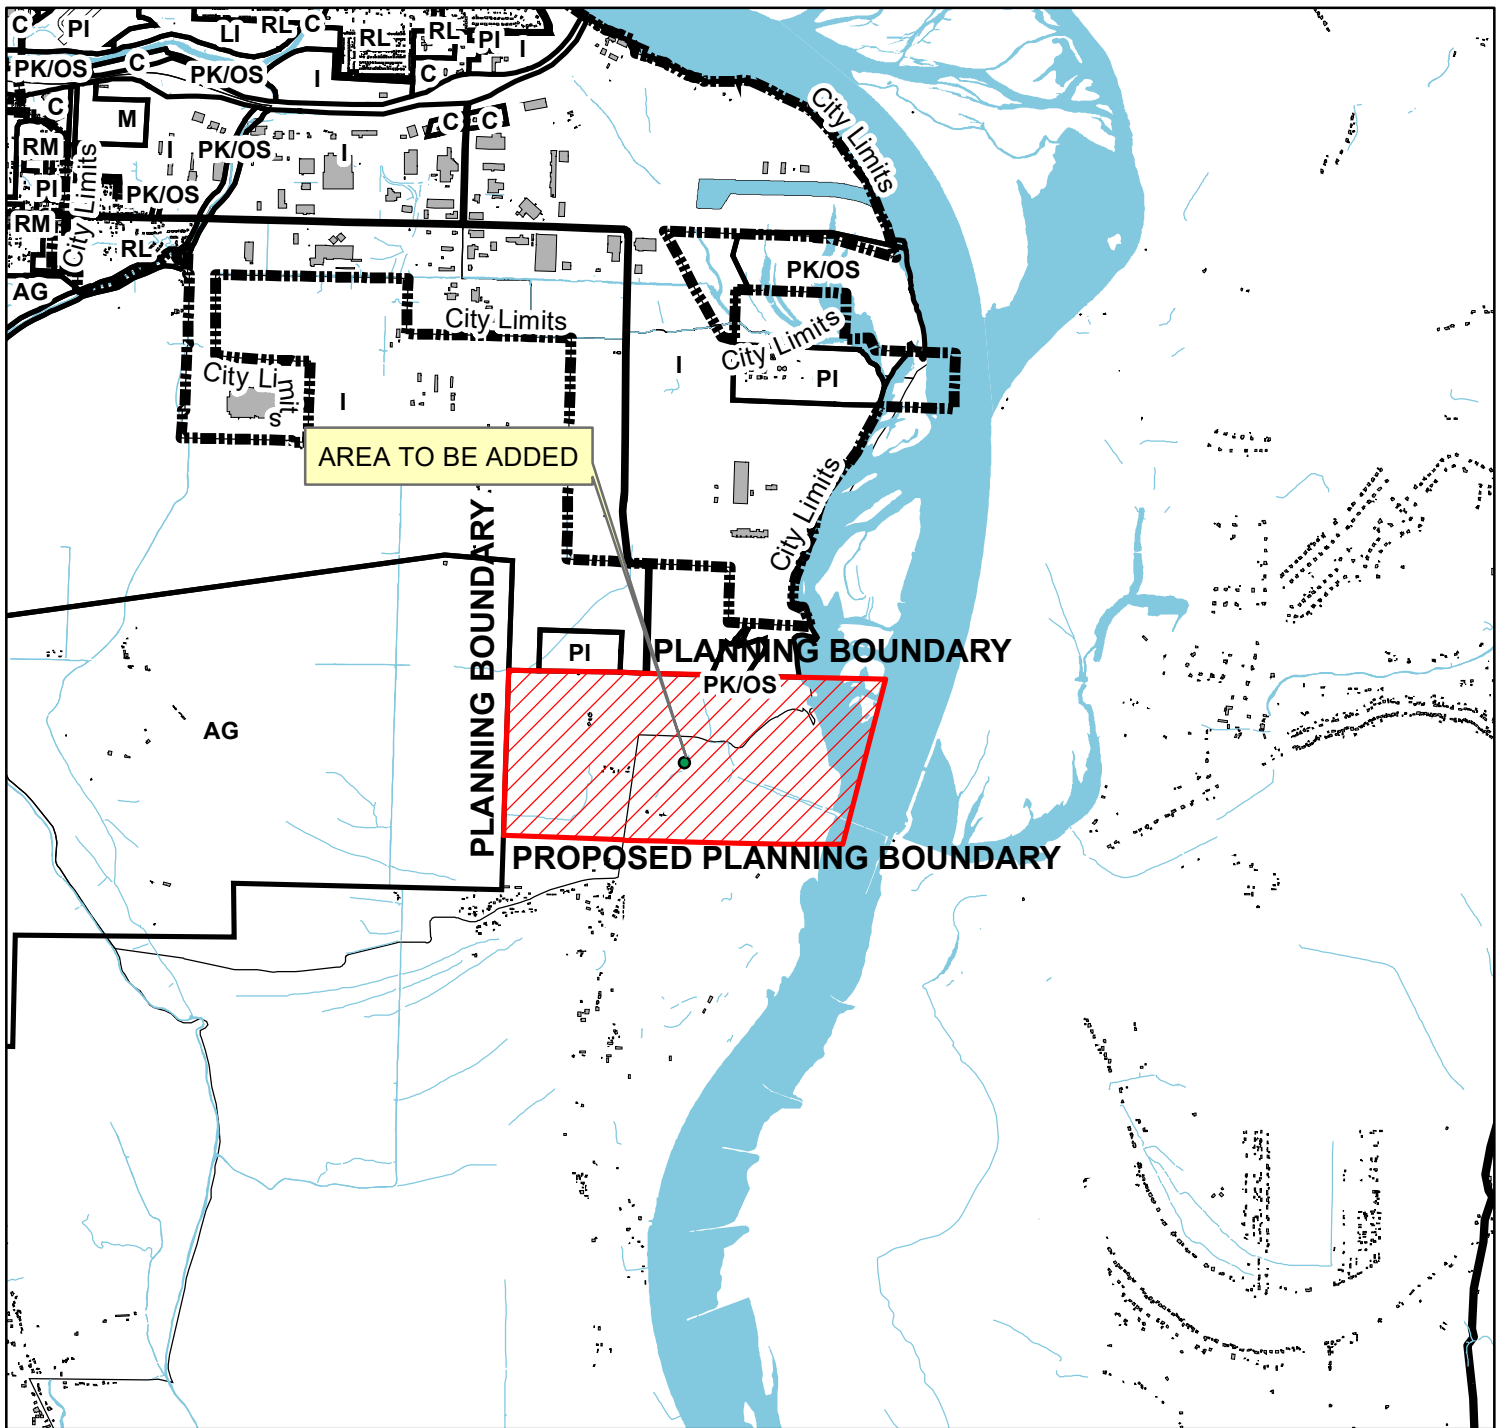 C
PI
LI
RL
C
RL
RL
PI
I
PK/OS
C
PK/OS
I
C
C
M
C
C
RM
I
PK/OS
I
City Limits
PI
PK/OS
City Limits
RM
RL
AG
PK/OS
City Limits
City Limits
City Limits
I
PI
I
AREA TO BE ADDED
City Limits
PLANNING BOUNDARY
PI
PLANNING BOUNDARY
PK/OS
AG
PROPOSED PLANNING BOUNDARY